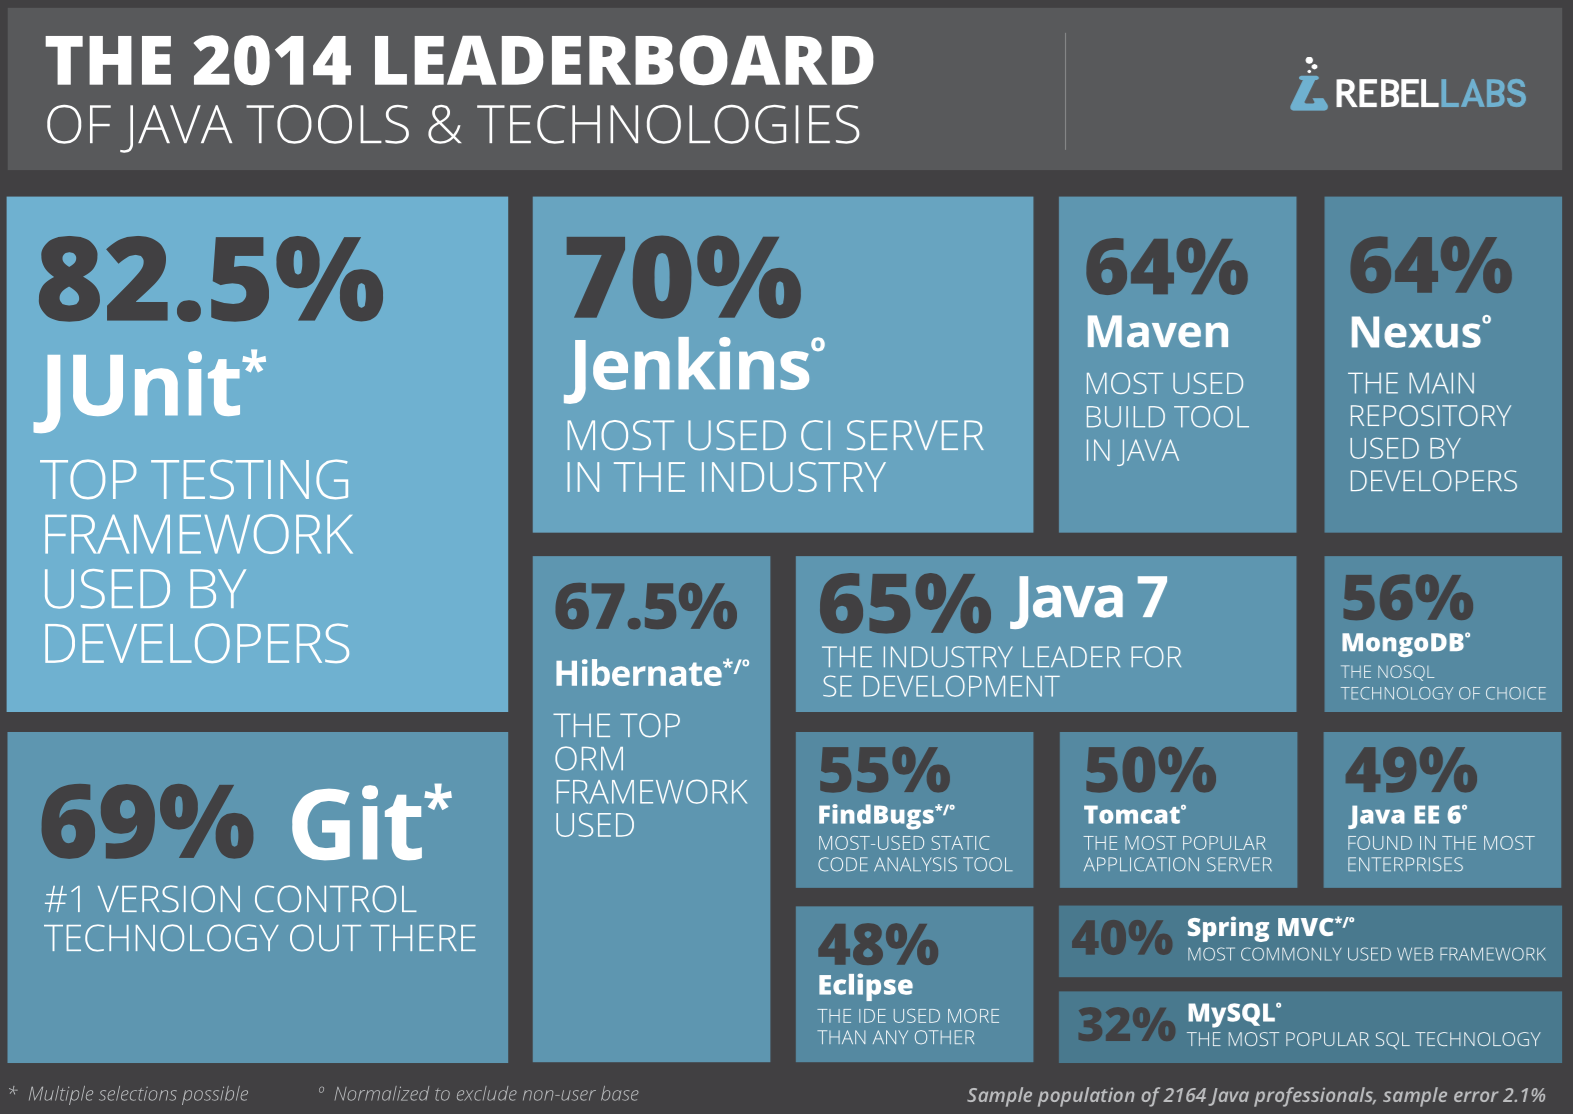 THE 2014 LEADERBOARD
OF JAVA TOOLS & TECHNOLOGIES
REBELLABS
82.5%
JUnit*
TOP TESTING
FRAMEWORK
USED BY
DEVELOPERS
70%
Jenkinsº
MOST USED CI SERVER
IN THE INDUSTRY
64%
Maven
MOST USED
BUILD TOOL
IN JAVA
64%
Nexusº
THE MAIN
REPOSITORY
USED BY
DEVELOPERS
67.5%
Hibernate*/º
THE TOP
ORM
FRAMEWORK
USED
65% Java 7
THE INDUSTRY LEADER FOR
SE DEVELOPMENT
56%
MongoDBº
THE NOSQL
TECHNOLOGY OF CHOICE
69% Git*
#1 VERSION CONTROL
TECHNOLOGY OUT THERE
55%
FindBugs*/º
MOST-USED STATIC
CODE ANALYSIS TOOL
50%
Tomcatº
THE MOST POPULAR
APPLICATION SERVER
49%
Java EE 6º
FOUND IN THE MOST
ENTERPRISES
48%
Eclipse
THE IDE USED MORE
THAN ANY OTHER
40% Spring MVC*/º
MOST COMMONLY USED WEB FRAMEWORK
32% MySQLº
THE MOST POPULAR SQL TECHNOLOGY
* Multiple selections possible
º Normalized to exclude non-user base
Sample population of 2164 Java professionals, sample error 2.1%